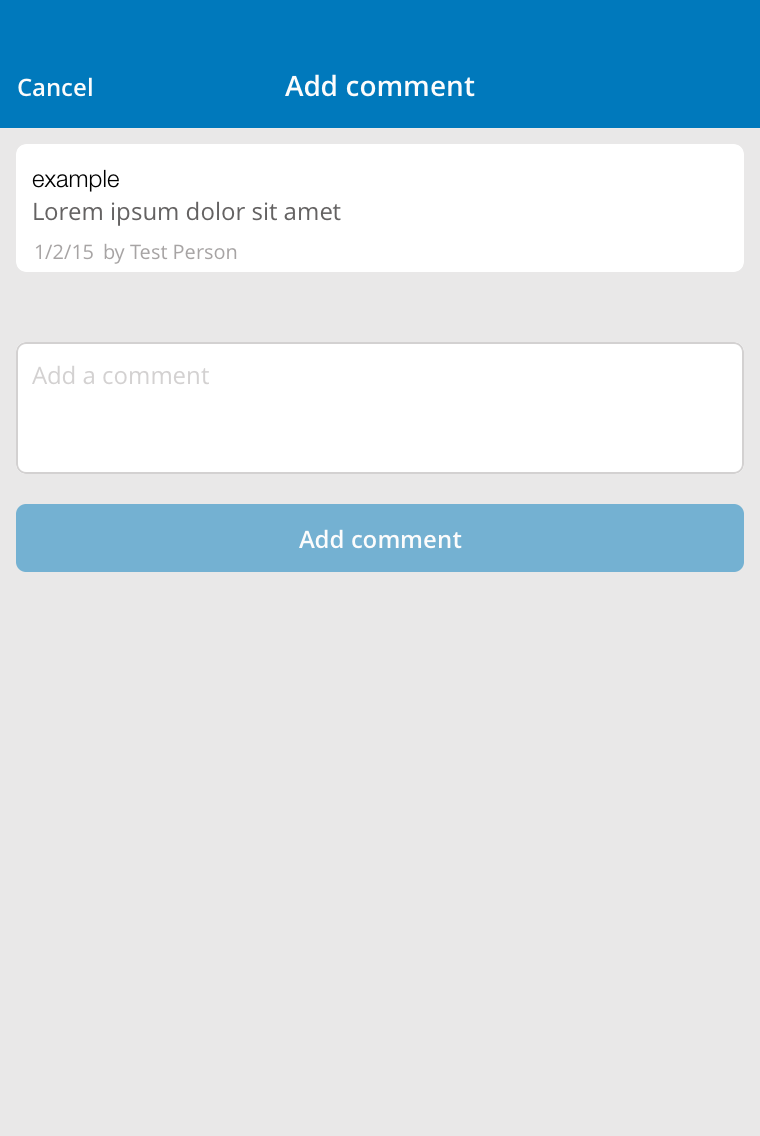 Cancel Add comment
example
Lorem ipsum dolor sit amet
1/2/15 by Test Person
Add a comment
Add comment